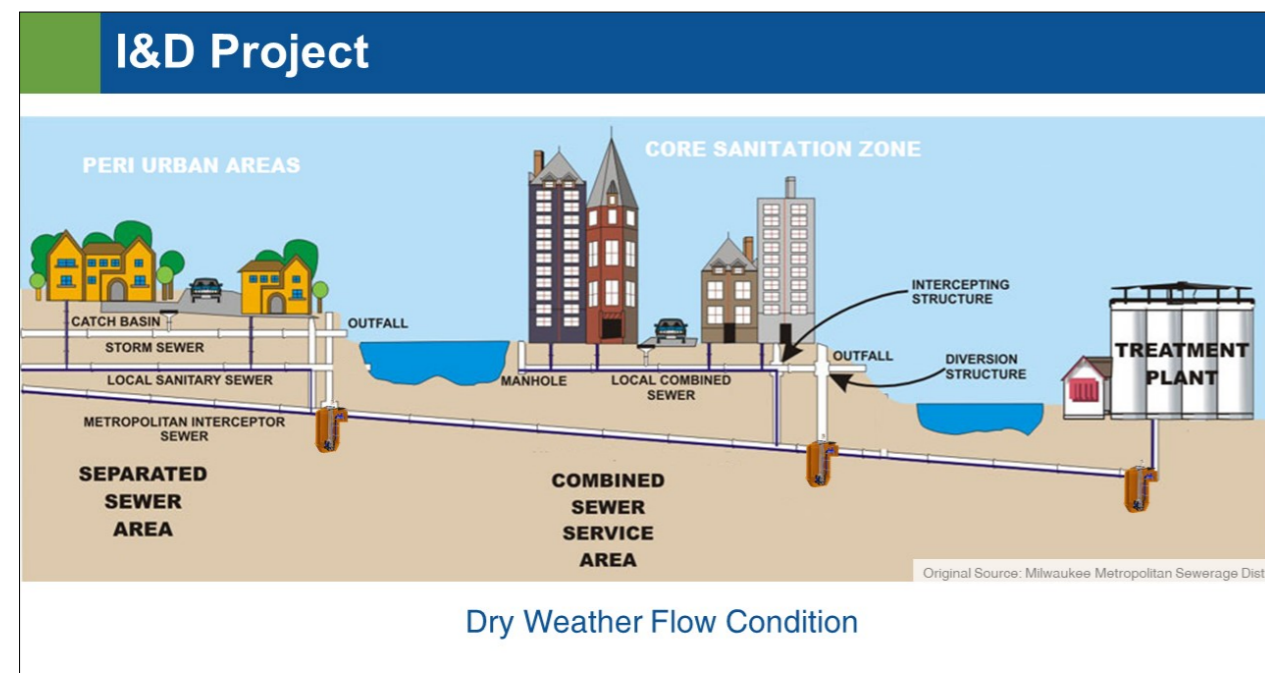 I&D Project
PERI URBAN AREAS
CORE SANITATION ZONE
INTERCEPTING
STRUCTURE
CATCH BASIN
OUTFALL
STORM SEWER
OUTFALL
DIVERSION
STRUCTURE
TREATMENT
PLANT
LOCAL SANITARY SEWER
MANHOLE
LOCAL COMBINED
SEWER
METROPOLITAN INTERCEPTOR
SEWER
SEPARATED
SEWER
AREA
COMBINED
SEWER
SERVICE
AREA
Original Source: Milwaukee Metropolitan Sewerage Dist
Dry Weather Flow Condition